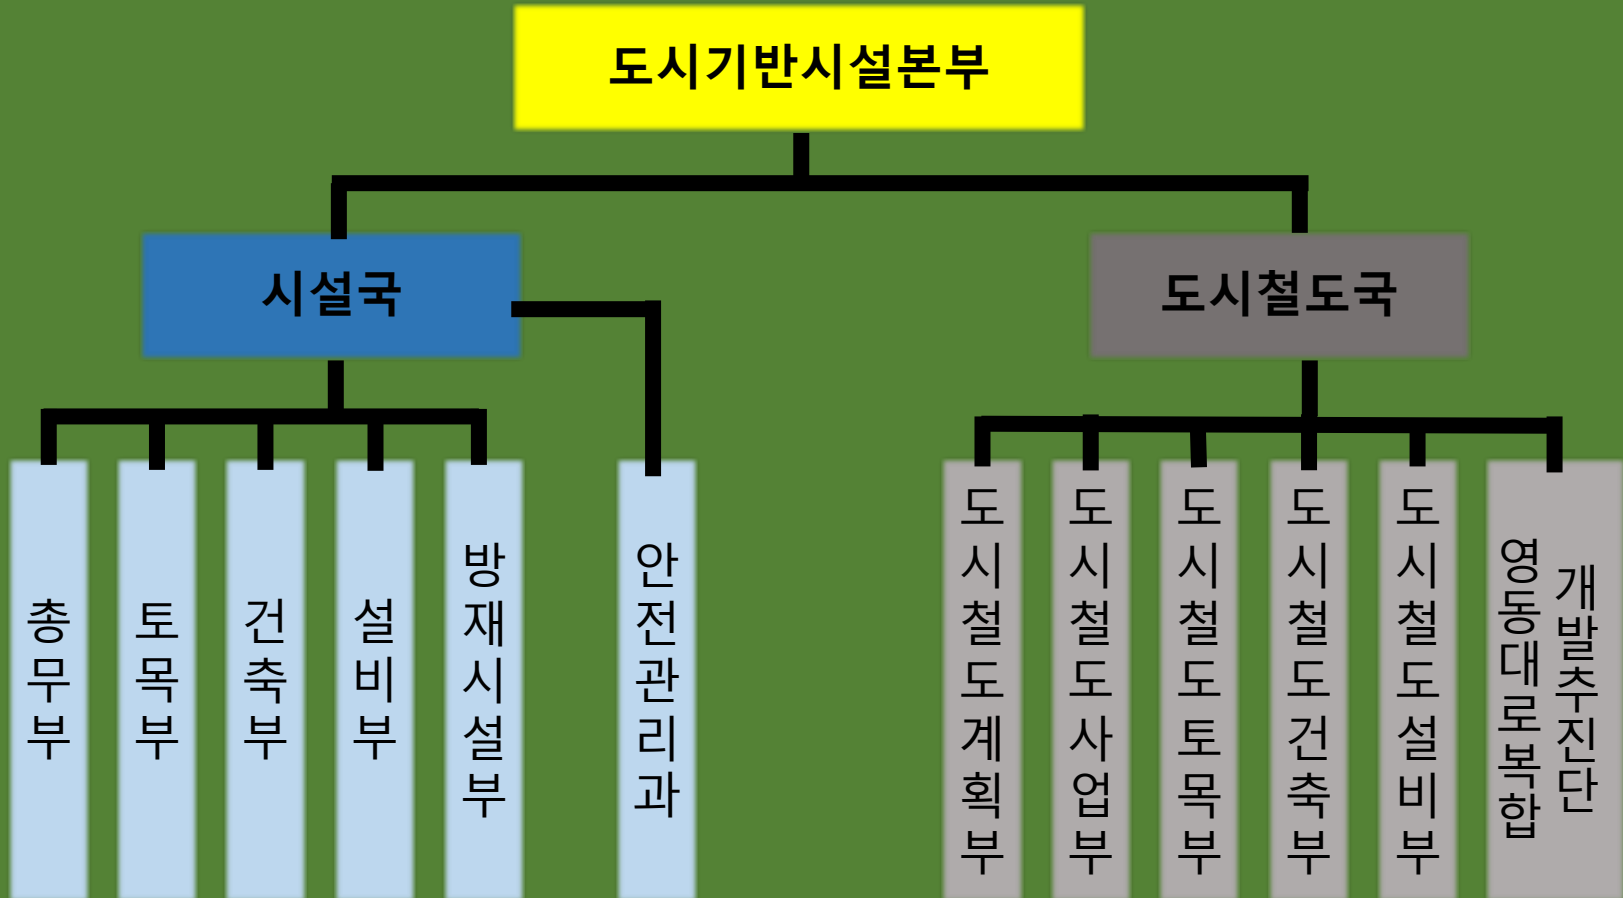 도시기반시설본부
시설국
도시철도국
총무부
토목부
건축부
설비부
방재시설부
안전관리과
도시철도계획부
도시철도사업부
도시철도토목부
도시철도건축부
도시철도설비부
영동대로복합
개발추진단